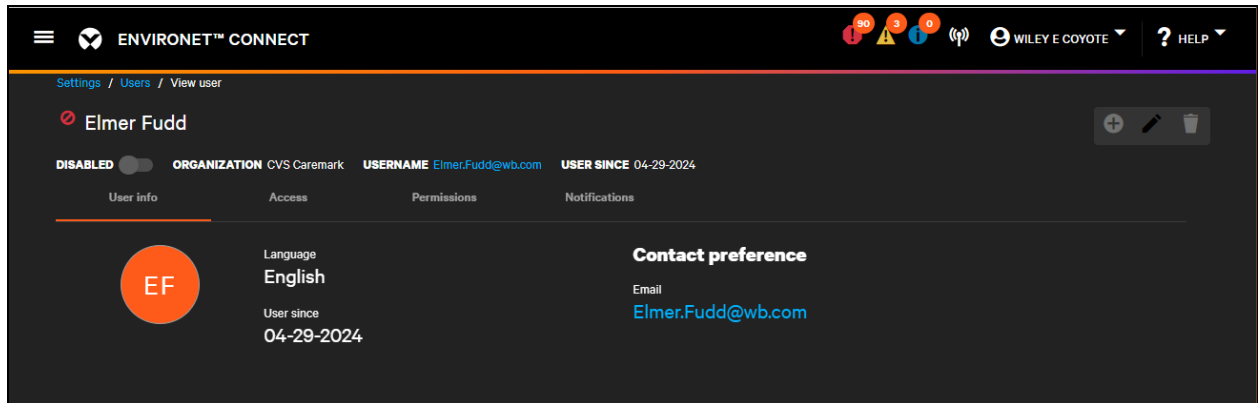 ENVIRONET™ CONNECT
90
3
0
WILEY E COYOTE
? HELP
Settings / Users / View user
Elmer Fudd
DISABLED ORGANIZATION CVS Caremark USERNAME Elmer.Fudd@wb.com USER SINCE 04-29-2024
User info Access Permissions Notifications
EF
Language
English
User since
04-29-2024
Contact preference
Email
Elmer.Fudd@wb.com